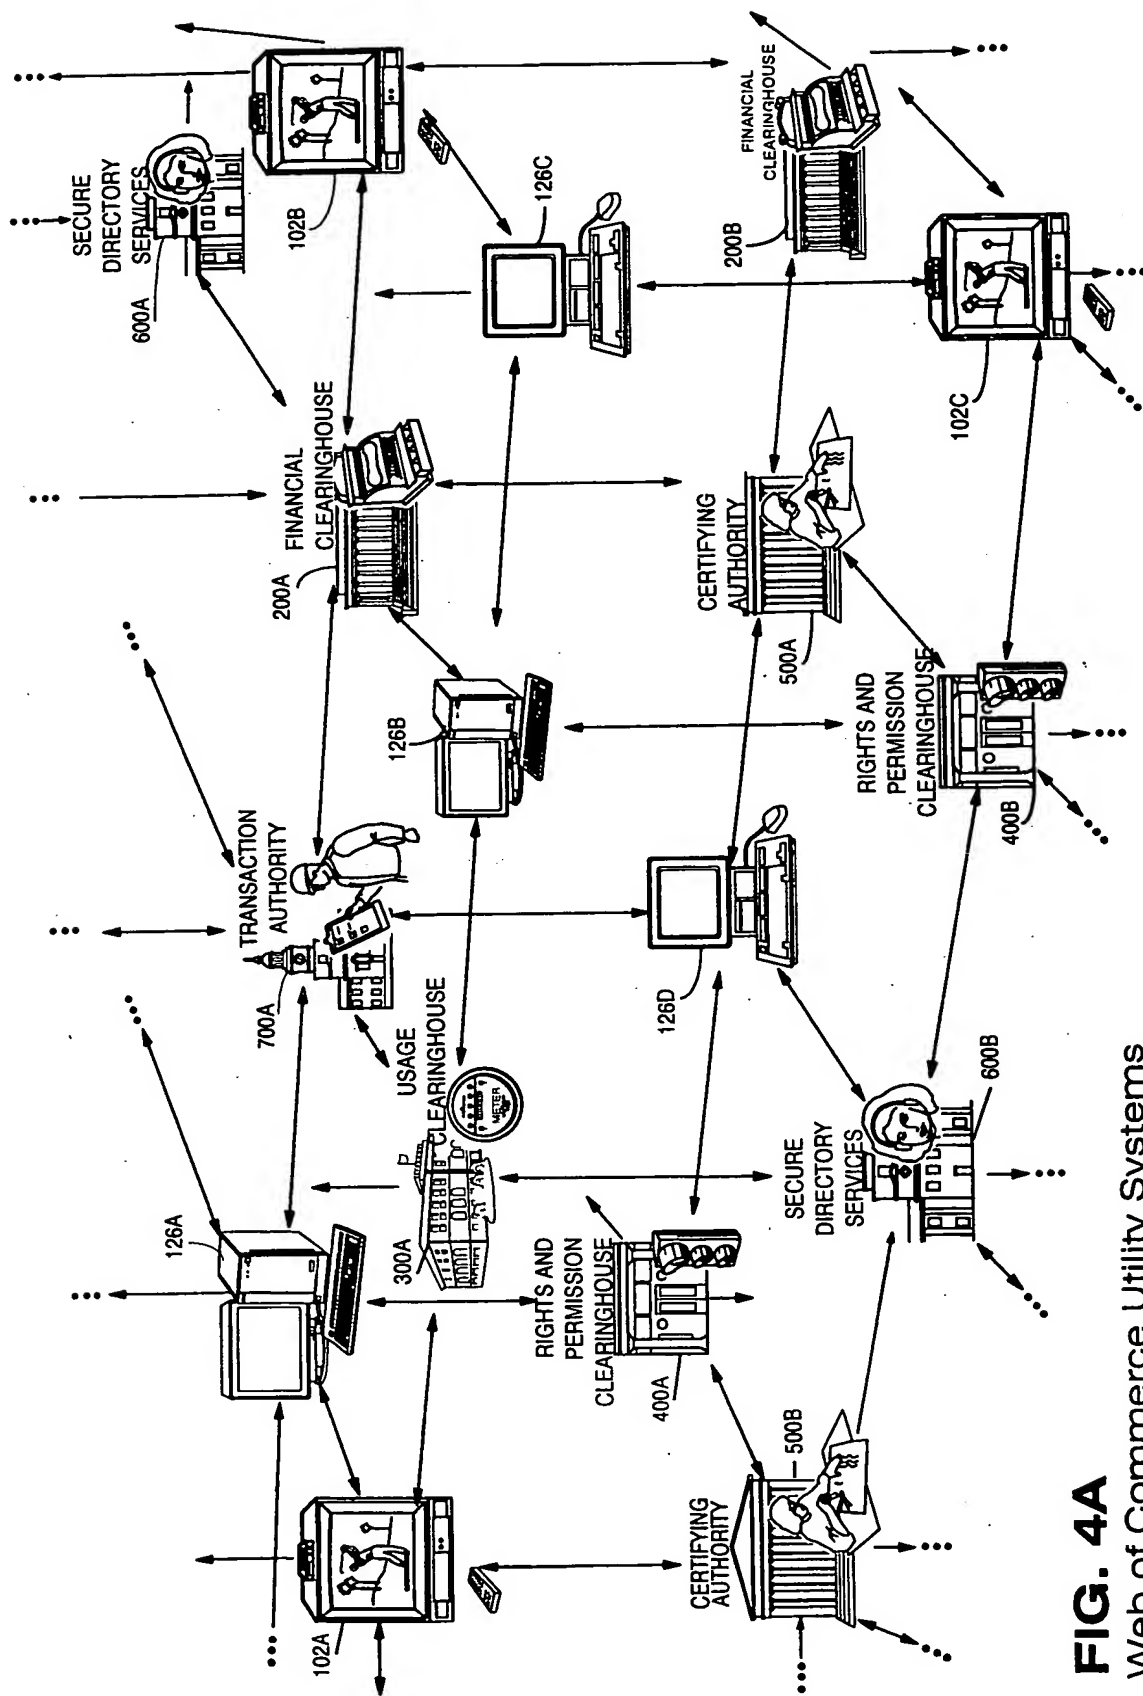 126A
102A
300A
USAGE
CLEARINGHOUSE
METER
700A
TRANSACTION
AUTHORITY
126B
200A
FINANCIAL
CLEARINGHOUSE
600A
SECURE
DIRECTORY
SERVICES
102B
126C
RIGHTS AND
PERMISSION
CLEARINGHOUSE
400A
CERTIFYING
AUTHORITY
500B
SECURE
DIRECTORY
SERVICES
600B
126D
CERTIFYING
AUTHORITY
500A
RIGHTS AND
PERMISSION
CLEARINGHOUSE
400B
FINANCIAL
CLEARINGHOUSE
200B
102C
FIG. 4A
Web of Commerce Utility Systems